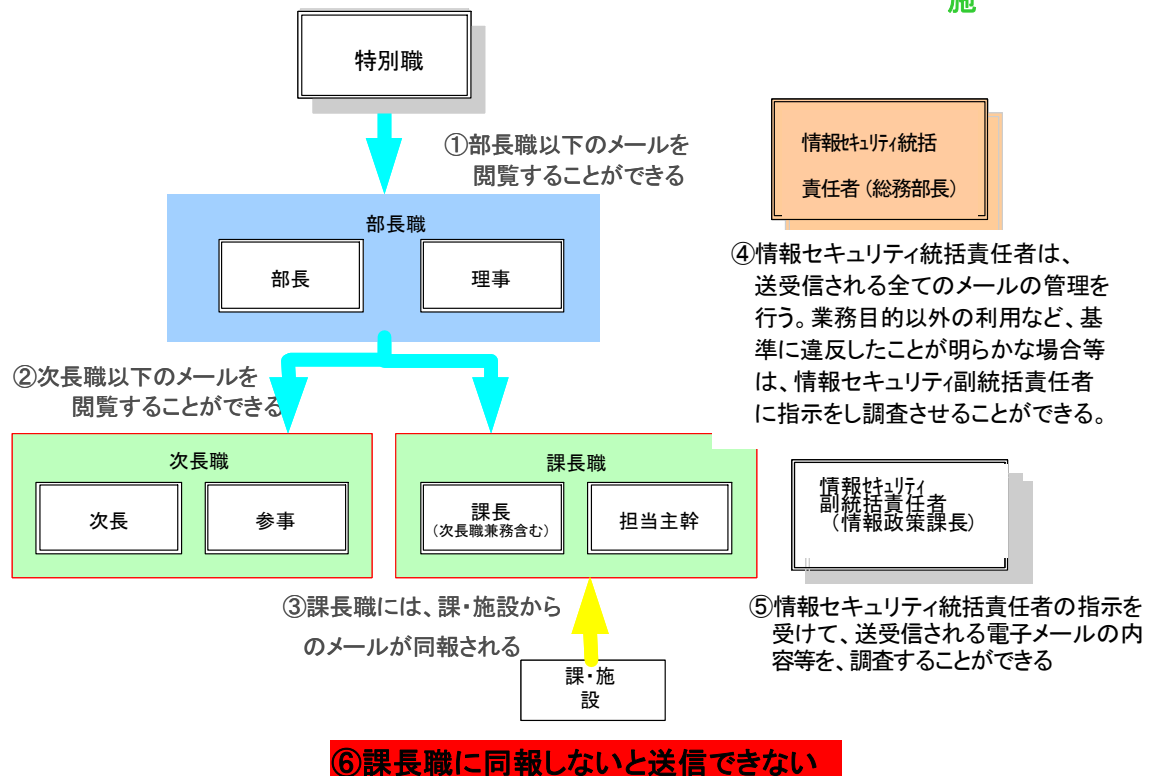 施
特別職
①部長職以下のメールを
閲覧することができる
部長職
部長
理事
②次長職以下のメールを
閲覧することができる
次長職
次長
参事
課長職
課長
(次長職兼務含む)
担当主幹
③課長職には、課・施設から
のメールが同報される
課・施
設
⑥課長職に同報しないと送信できない
情報セキュリティ統括
責任者(総務部長)
④情報セキュリティ統括責任者は、
送受信される全てのメールの管理を
行う。業務目的以外の利用など、基
準に違反したことが明らかな場合等
は、情報セキュリティ副統括責任者
に指示をし調査させることができる。
情報セキュリティ
副統括責任者
(情報政策課長)
⑤情報セキュリティ統括責任者の指示を
受けて、送受信される電子メールの内
容等を、調査することができる